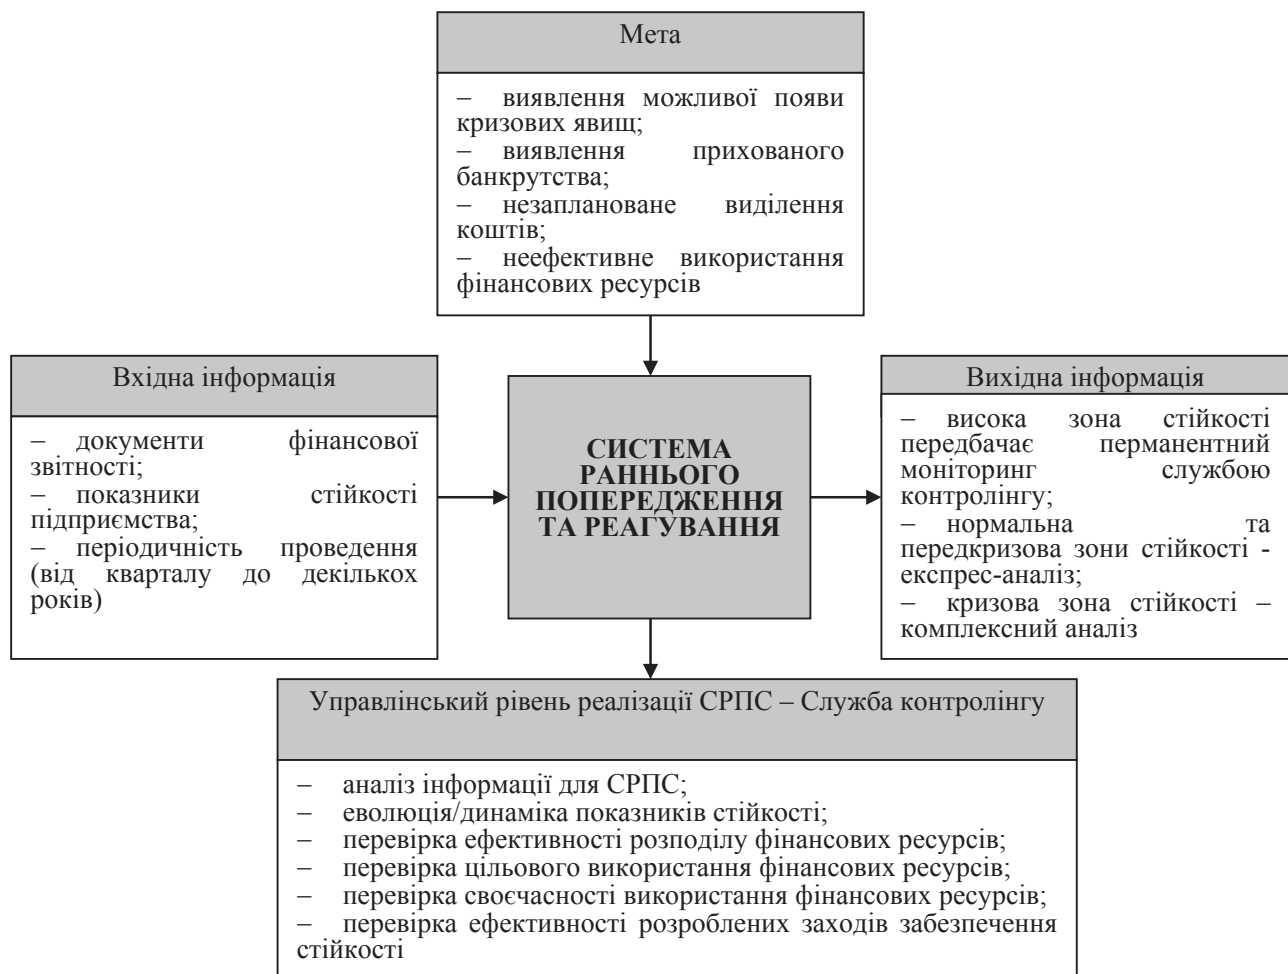 Мета
– виявлення можливої появи
кризових явищ;
– виявлення прихованого
банкрутства;
– незаплановане виділення
коштів;
– неефективне використання
фінансових ресурсів
Вхідна інформація
– документи фінансової
звітності;
– показники стійкості
підприємства;
– періодичність проведення
(від кварталу до декількох
років)
СИСТЕМА
РАННЬОГО
ПОПЕРЕДЖЕННЯ
ТА РЕАГУВАННЯ
Вихідна інформація
– висока зона стійкості
передбачає перманентний
моніторинг службою
контролінгу;
– нормальна та
передкризова зони стійкості -
експрес-аналіз;
– кризова зона стійкості –
комплексний аналіз
Управлінський рівень реалізації СРПС – Служба контролінгу
– аналіз інформації для СРПС;
– еволюція/динаміка показників стійкості;
– перевірка ефективності розподілу фінансових ресурсів;
– перевірка цільового використання фінансових ресурсів;
– перевірка своєчасності використання фінансових ресурсів;
– перевірка ефективності розроблених заходів забезпечення
стійкості